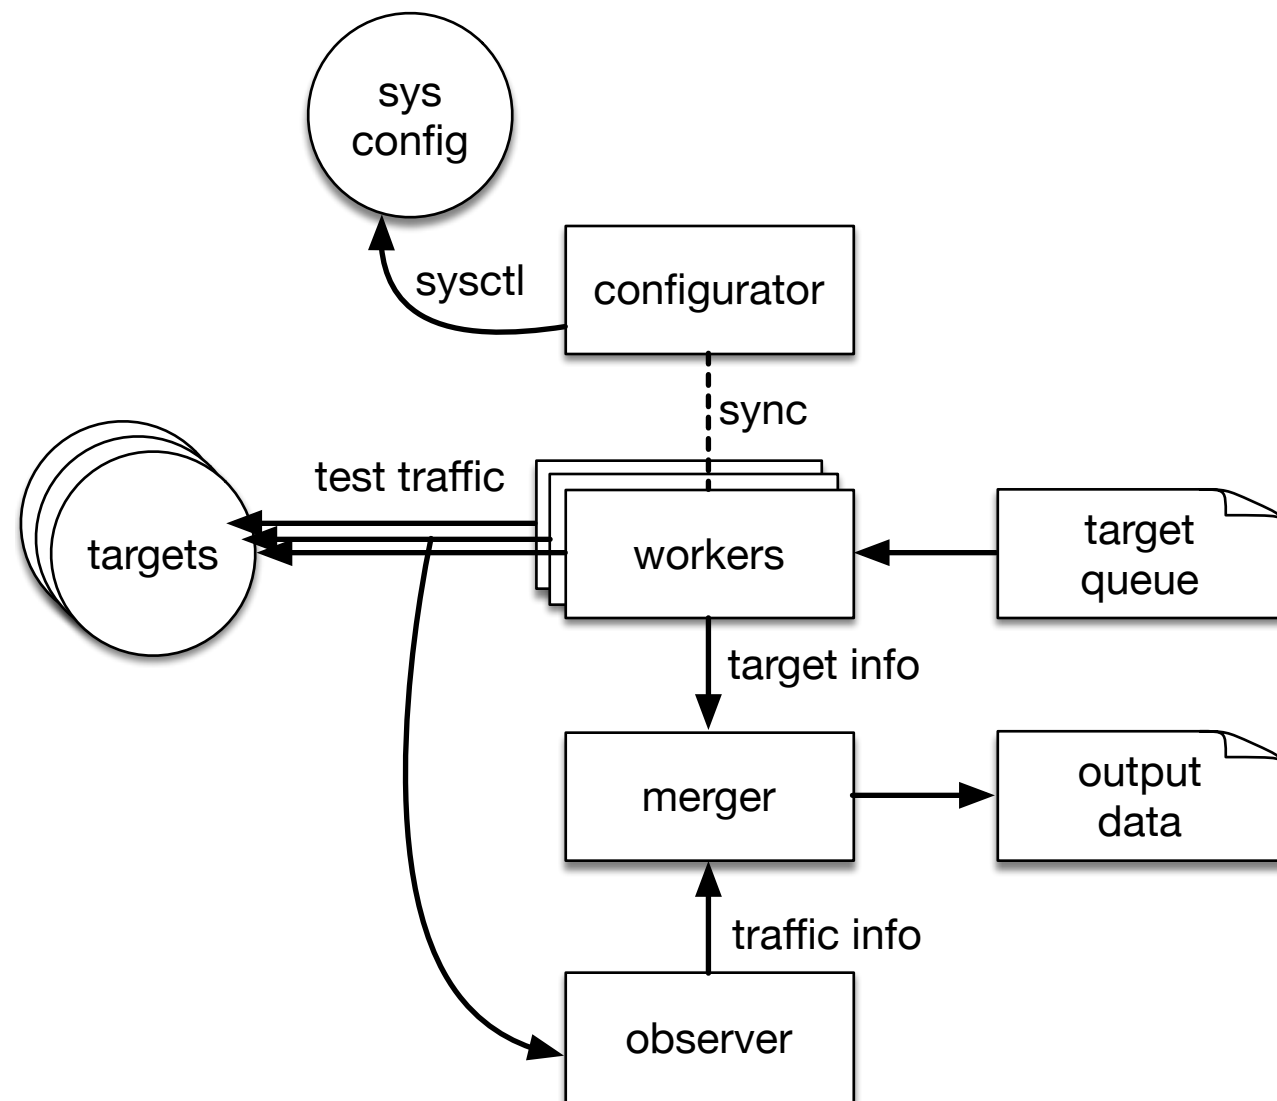 sys
config
sysctl
configurator
sync
test traffic
targets
workers
target
queue
target info
merger
output
data
traffic info
observer